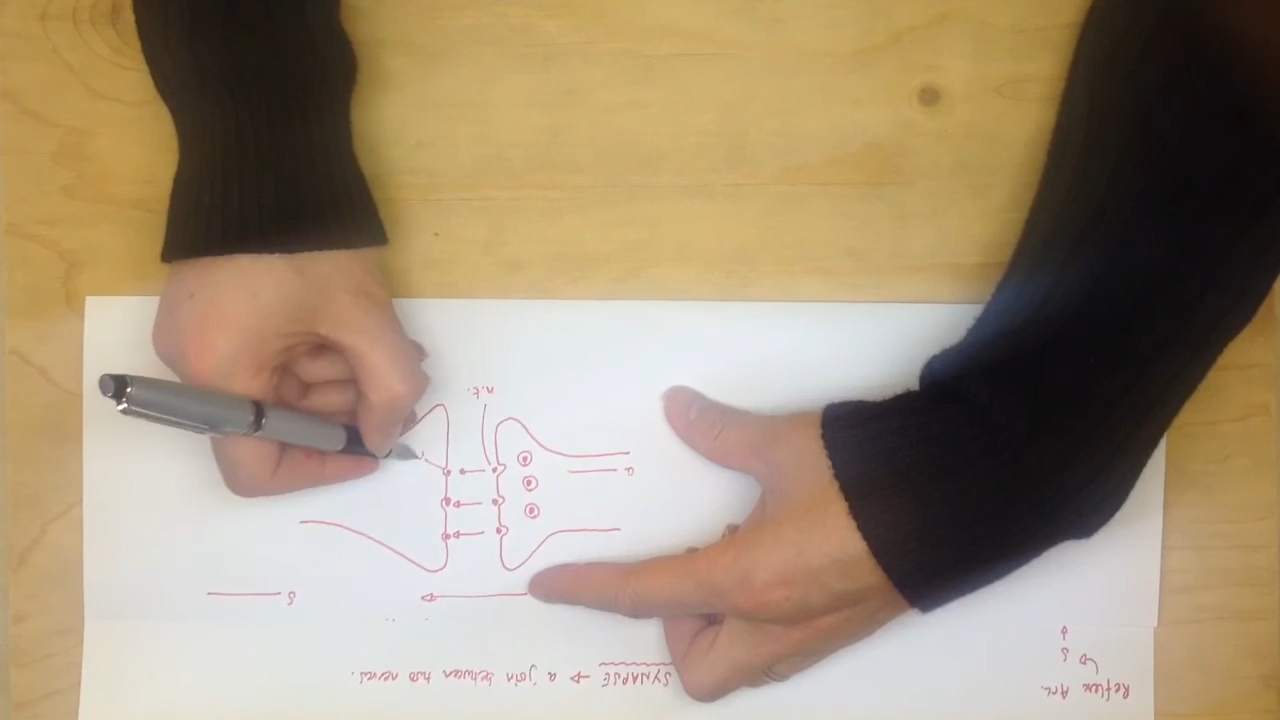 Reflex Arc.
↳ S
↓
SYNAPSE → a join between two nerves.
S
a
n.t.